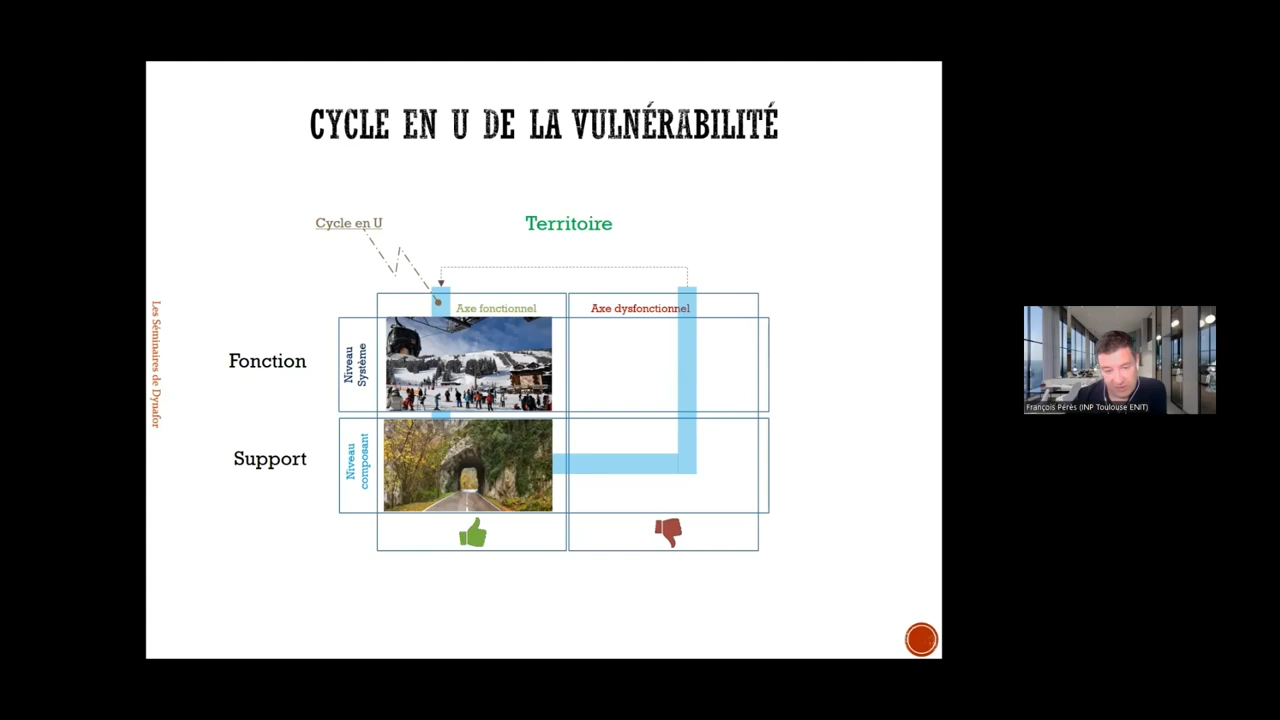 CYCLE EN U DE LA VULNÉRABILITÉ
Cycle en U
Territoire
Axe fonctionnel
Axe dysfonctionnel
Fonction
Niveau
Système
Support
Niveau
composant
Les Séminaires de Dynafor
François Pérès (INP Toulouse ENIT)